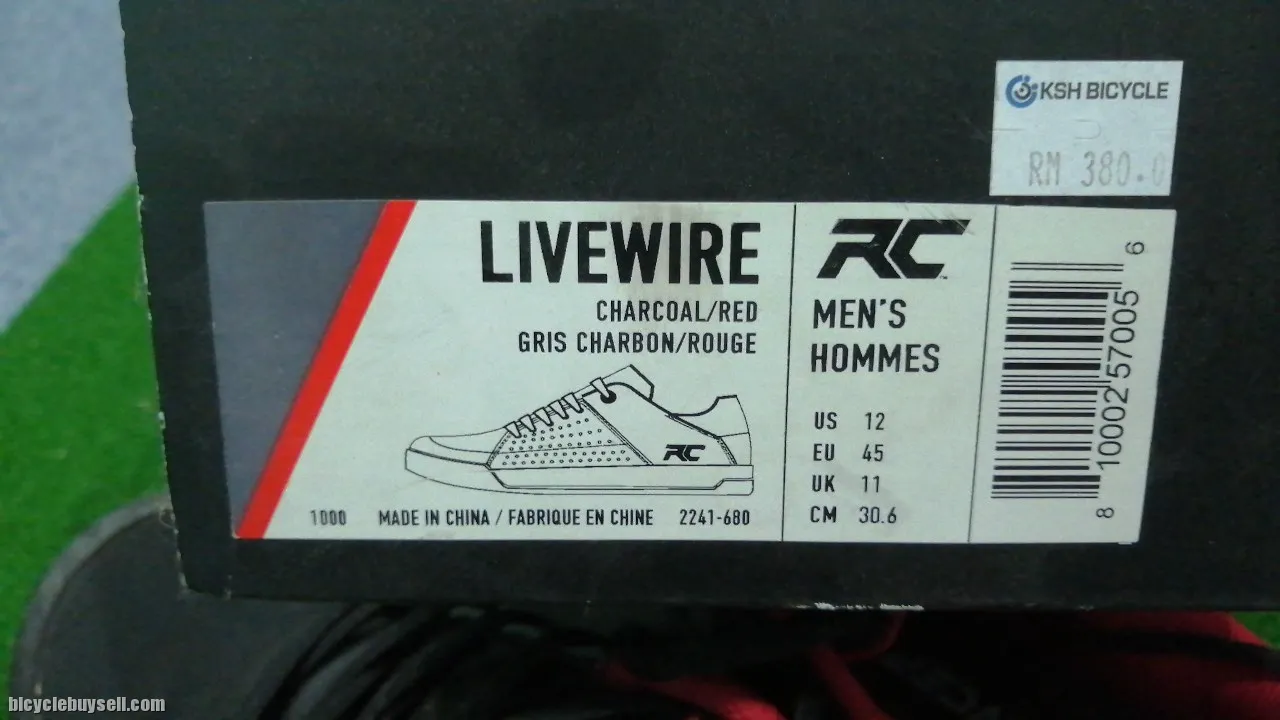 KSH BICYCLE
RM 380.0
LIVEWIRE
CHARCOAL/RED
GRIS CHARBON/ROUGE
RC
1000 MADE IN CHINA / FABRIQUE EN CHINE 2241-680
RC
MEN'S
HOMMES
US 12
EU 45
UK 11
CM 30.6
8 10002 57005 6
bicyclebuysell.com